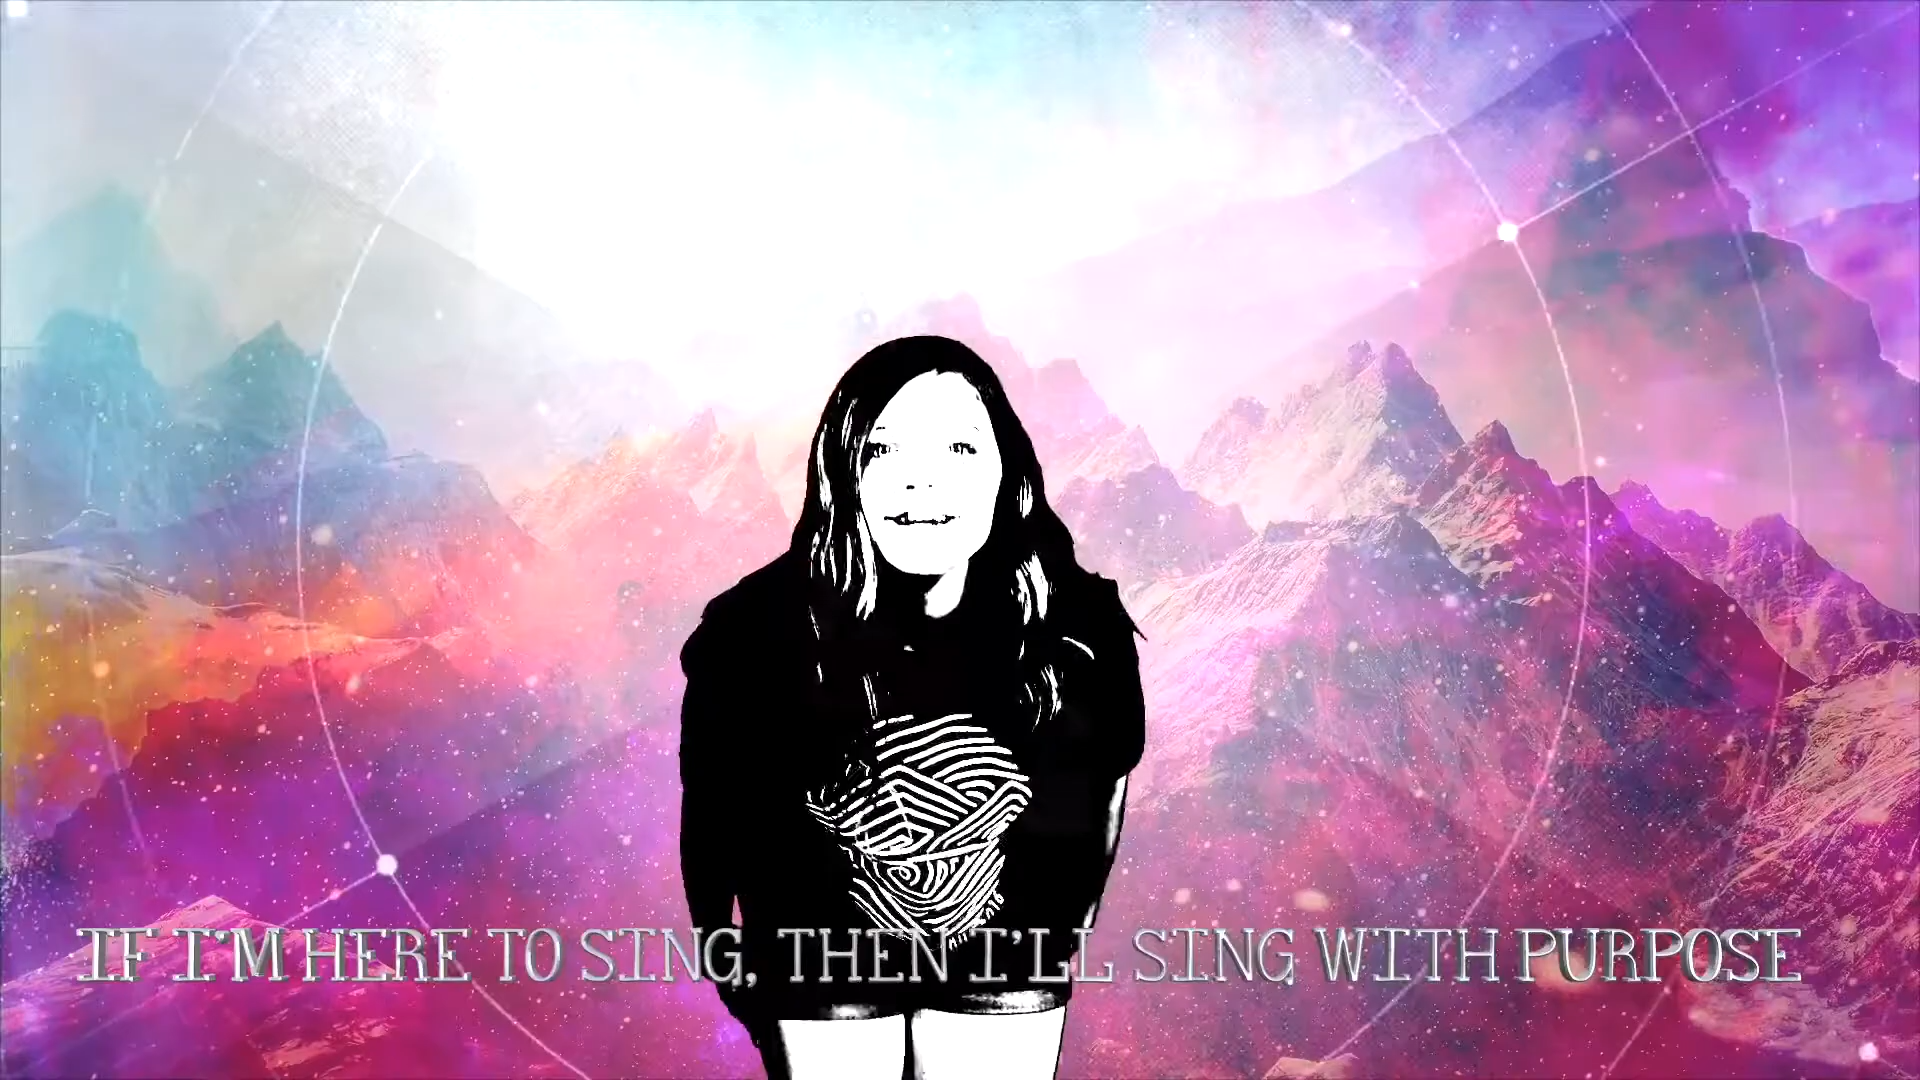 IF I'M HERE TO SING, THEN I'LL SING WITH PURPOSE